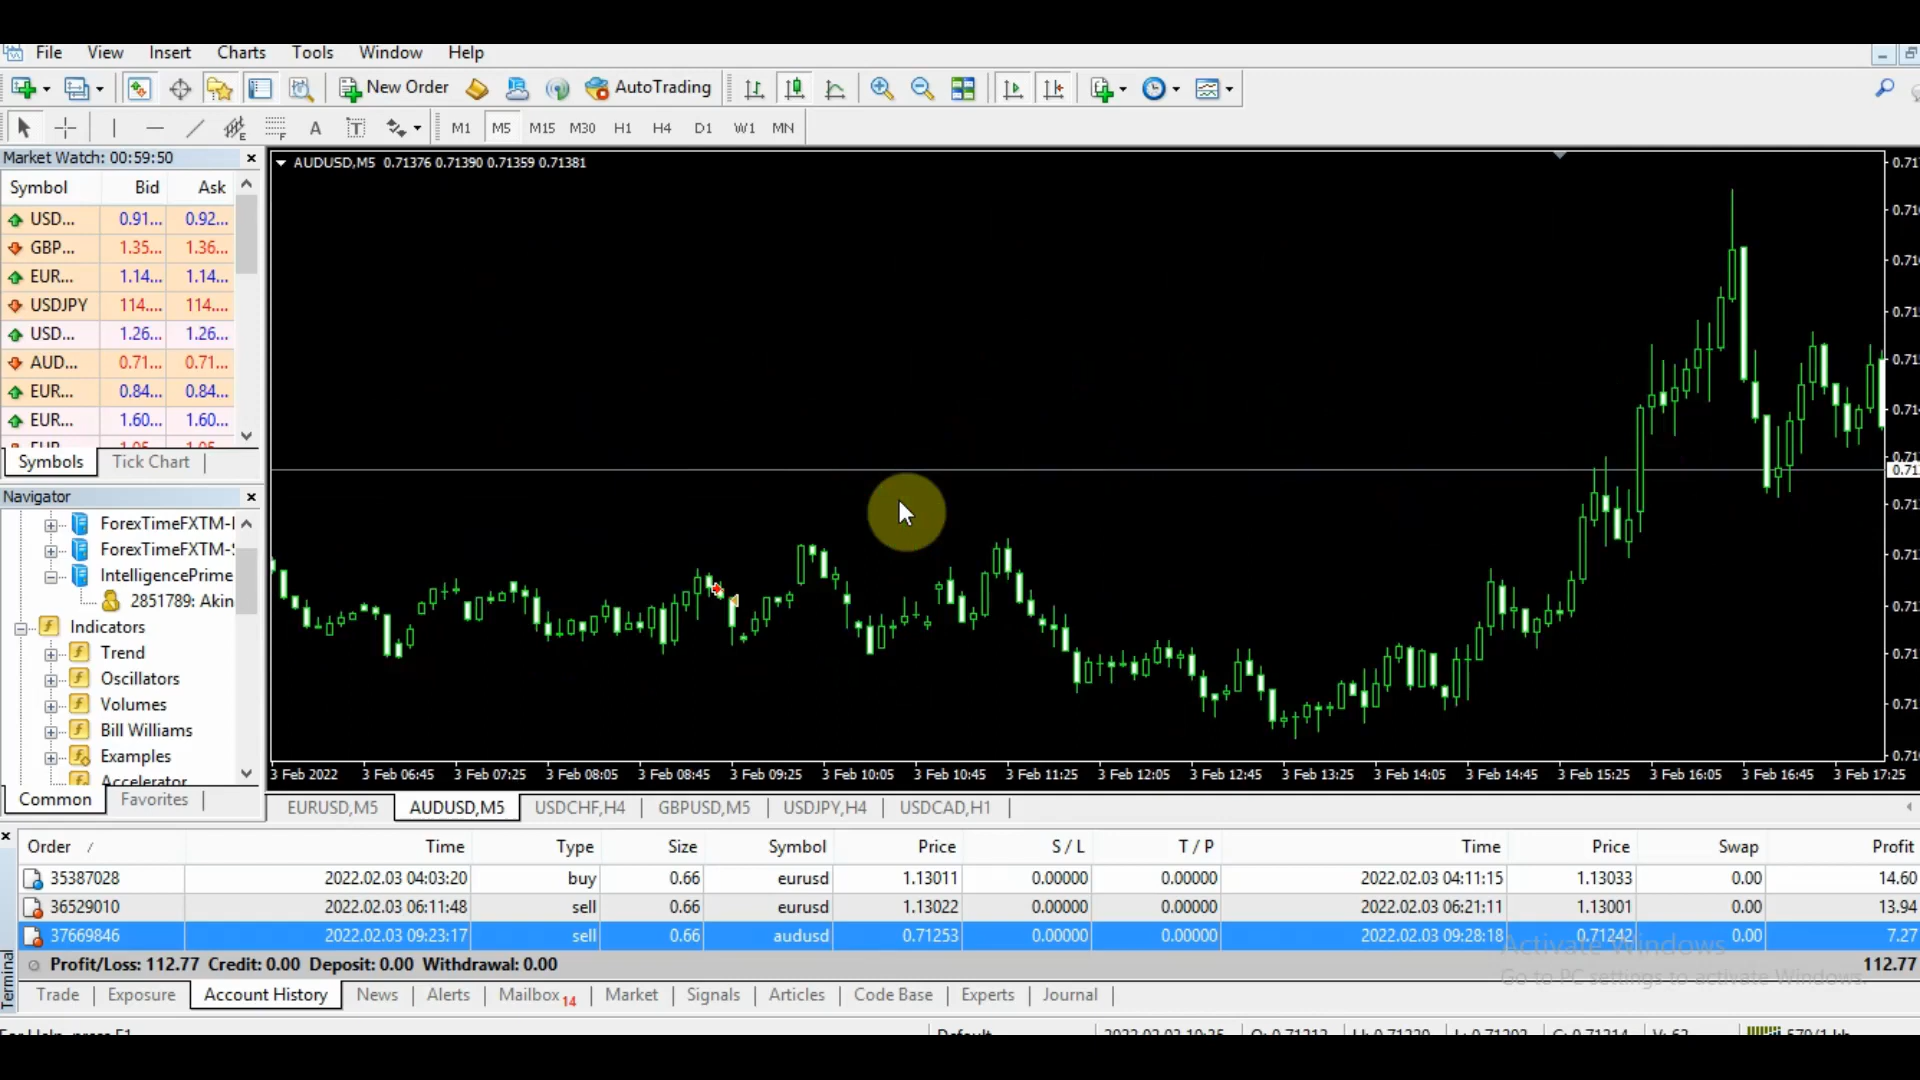 File View Insert Charts Tools Window Help
New Order AutoTrading
A T M1 M5 M15 M30 H1 H4 D1 W1 MN
Market Watch: 00:59:50
Symbol Bid Ask
USD... 0.91... 0.92...
GBP... 1.35... 1.36...
EUR... 1.14... 1.14...
USDJPY 114.... 114....
USD... 1.26... 1.26...
AUD... 0.71... 0.71...
EUR... 0.84... 0.84...
EUR... 1.60... 1.60...
Symbols Tick Chart
Navigator
ForexTimeFXTM-
ForexTimeFXTM-
IntelligencePrime
2851789: Akin
Indicators
Trend
Oscillators
Volumes
Bill Williams
Examples
Accelerator
Common Favorites
AUDUSD,M5 0.71376 0.71390 0.71359 0.71381
3 Feb 2022 3 Feb 06:45 3 Feb 07:25 3 Feb 08:05 3 Feb 08:45 3 Feb 09:25 3 Feb 10:05 3 Feb 10:45 3 Feb 11:25 3 Feb 12:05 3 Feb 12:45 3 Feb 13:25 3 Feb 14:05 3 Feb 14:45 3 Feb 15:25 3 Feb 16:05 3 Feb 16:45 3 Feb 17:25
EURUSD,M5 AUDUSD,M5 USDCHF,H4 GBPUSD,M5 USDJPY,H4 USDCAD,H1
Order / Time Type Size Symbol Price S / L T / P Time Price Swap Profit
35387028 2022.02.03 04:03:20 buy 0.66 eurusd 1.13011 0.00000 0.00000 2022.02.03 04:11:15 1.13033 0.00 14.60
36529010 2022.02.03 06:11:48 sell 0.66 eurusd 1.13022 0.00000 0.00000 2022.02.03 06:21:11 1.13001 0.00 13.94
37669846 2022.02.03 09:23:17 sell 0.66 audusd 0.71253 0.00000 0.00000 2022.02.03 09:28:18 0.71242 0.00 7.27
Profit/Loss: 112.77 Credit: 0.00 Deposit: 0.00 Withdrawal: 0.00 112.77
Activate Windows
Go to PC settings to activate Windows.
Terminal
Trade Exposure Account History News Alerts Mailbox 14 Market Signals Articles Code Base Experts Journal